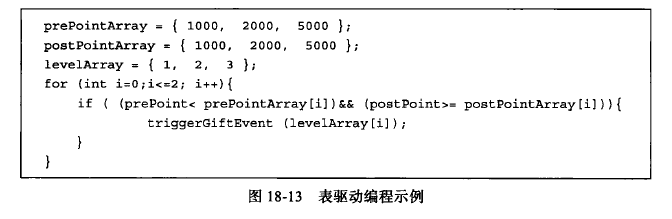 prePointArray = { 1000, 2000, 5000 };
postPointArray = { 1000, 2000, 5000 };
levelArray = { 1, 2, 3 };
for (int i=0;i<=2; i++){
if ( (prePoint< prePointArray[i])&& (postPoint>= postPointArray[i])){
triggerGiftEvent (levelArray[i]);
}
}
图 18-13 表驱动编程示例